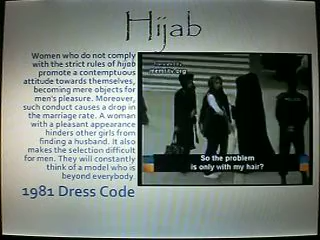 Hijab
Women who do not comply
with the strict rules of hijab
promote a contemptuous
attitude towards themselves,
becoming mere objects for
men's pleasure. Moreover,
such conduct causes a drop in
the marriage rate. A woman
with a pleasant appearance
hinders other girls from
finding a husband. It also
makes the selection difficult
for men. They will constantly
think of a model who is
beyond everybody.
1981 Dress Code
So the problem
is only with my hair?